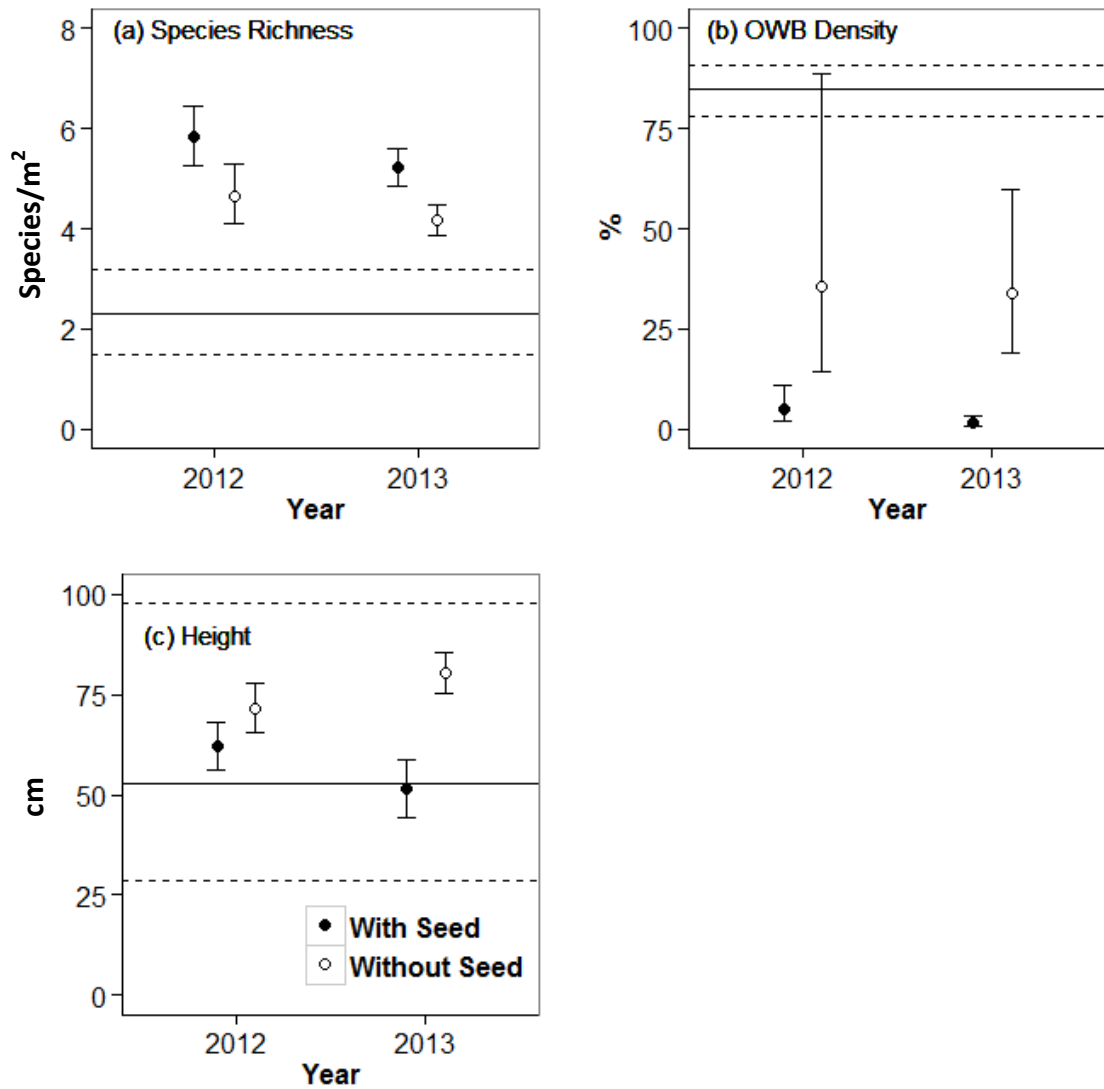 (a) Species Richness
Species/m²
8
6
4
2
0
2012 2013
Year
(b) OWB Density
%
100
75
50
25
0
2012 2013
Year
(c) Height
cm
100
75
50
25
0
With Seed
Without Seed
2012 2013
Year